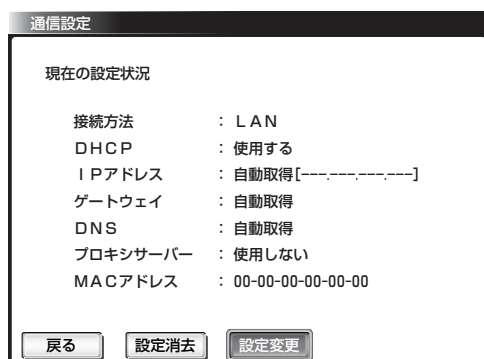 通信設定
現在の設定状況
接続方法 : ＬＡＮ
ＤＨＣＰ : 使用する
ＩＰアドレス : 自動取得[---.---.---.---]
ゲートウェイ : 自動取得
ＤＮＳ : 自動取得
プロキシサーバー : 使用しない
ＭＡＣアドレス : 00-00-00-00-00-00
戻る 設定消去 設定変更